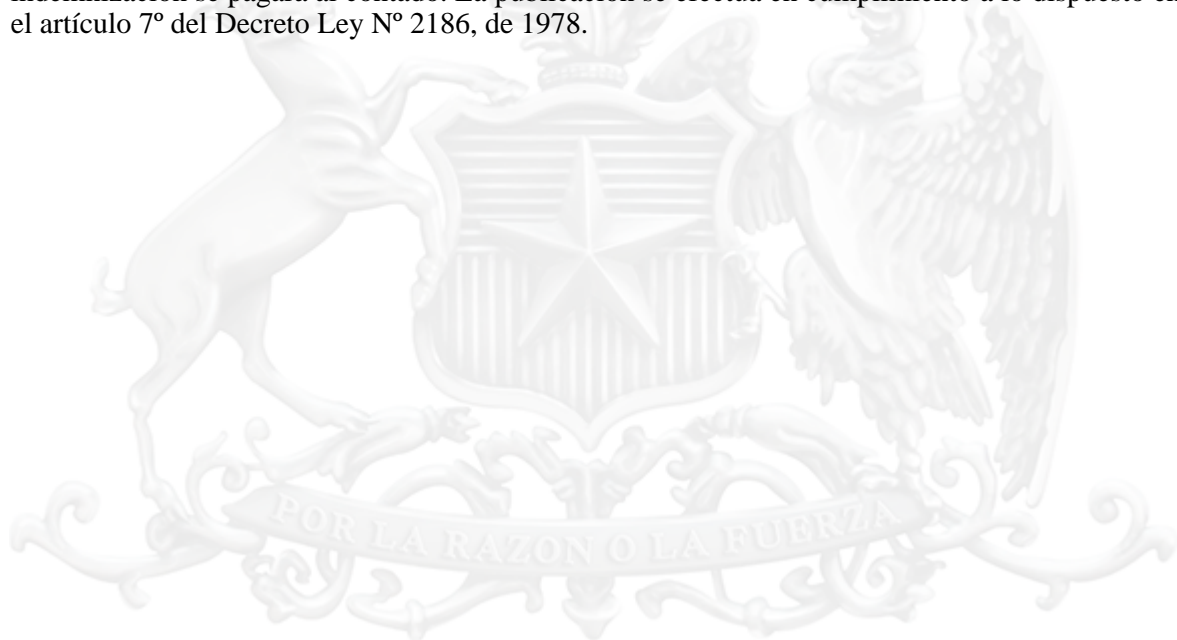 indemnización se pagará al contado. La publicación se efectúa en cumplimiento a lo dispuesto en
el artículo 7º del Decreto Ley Nº 2186, de 1978.
POR LA RAZON O LA FUERZA